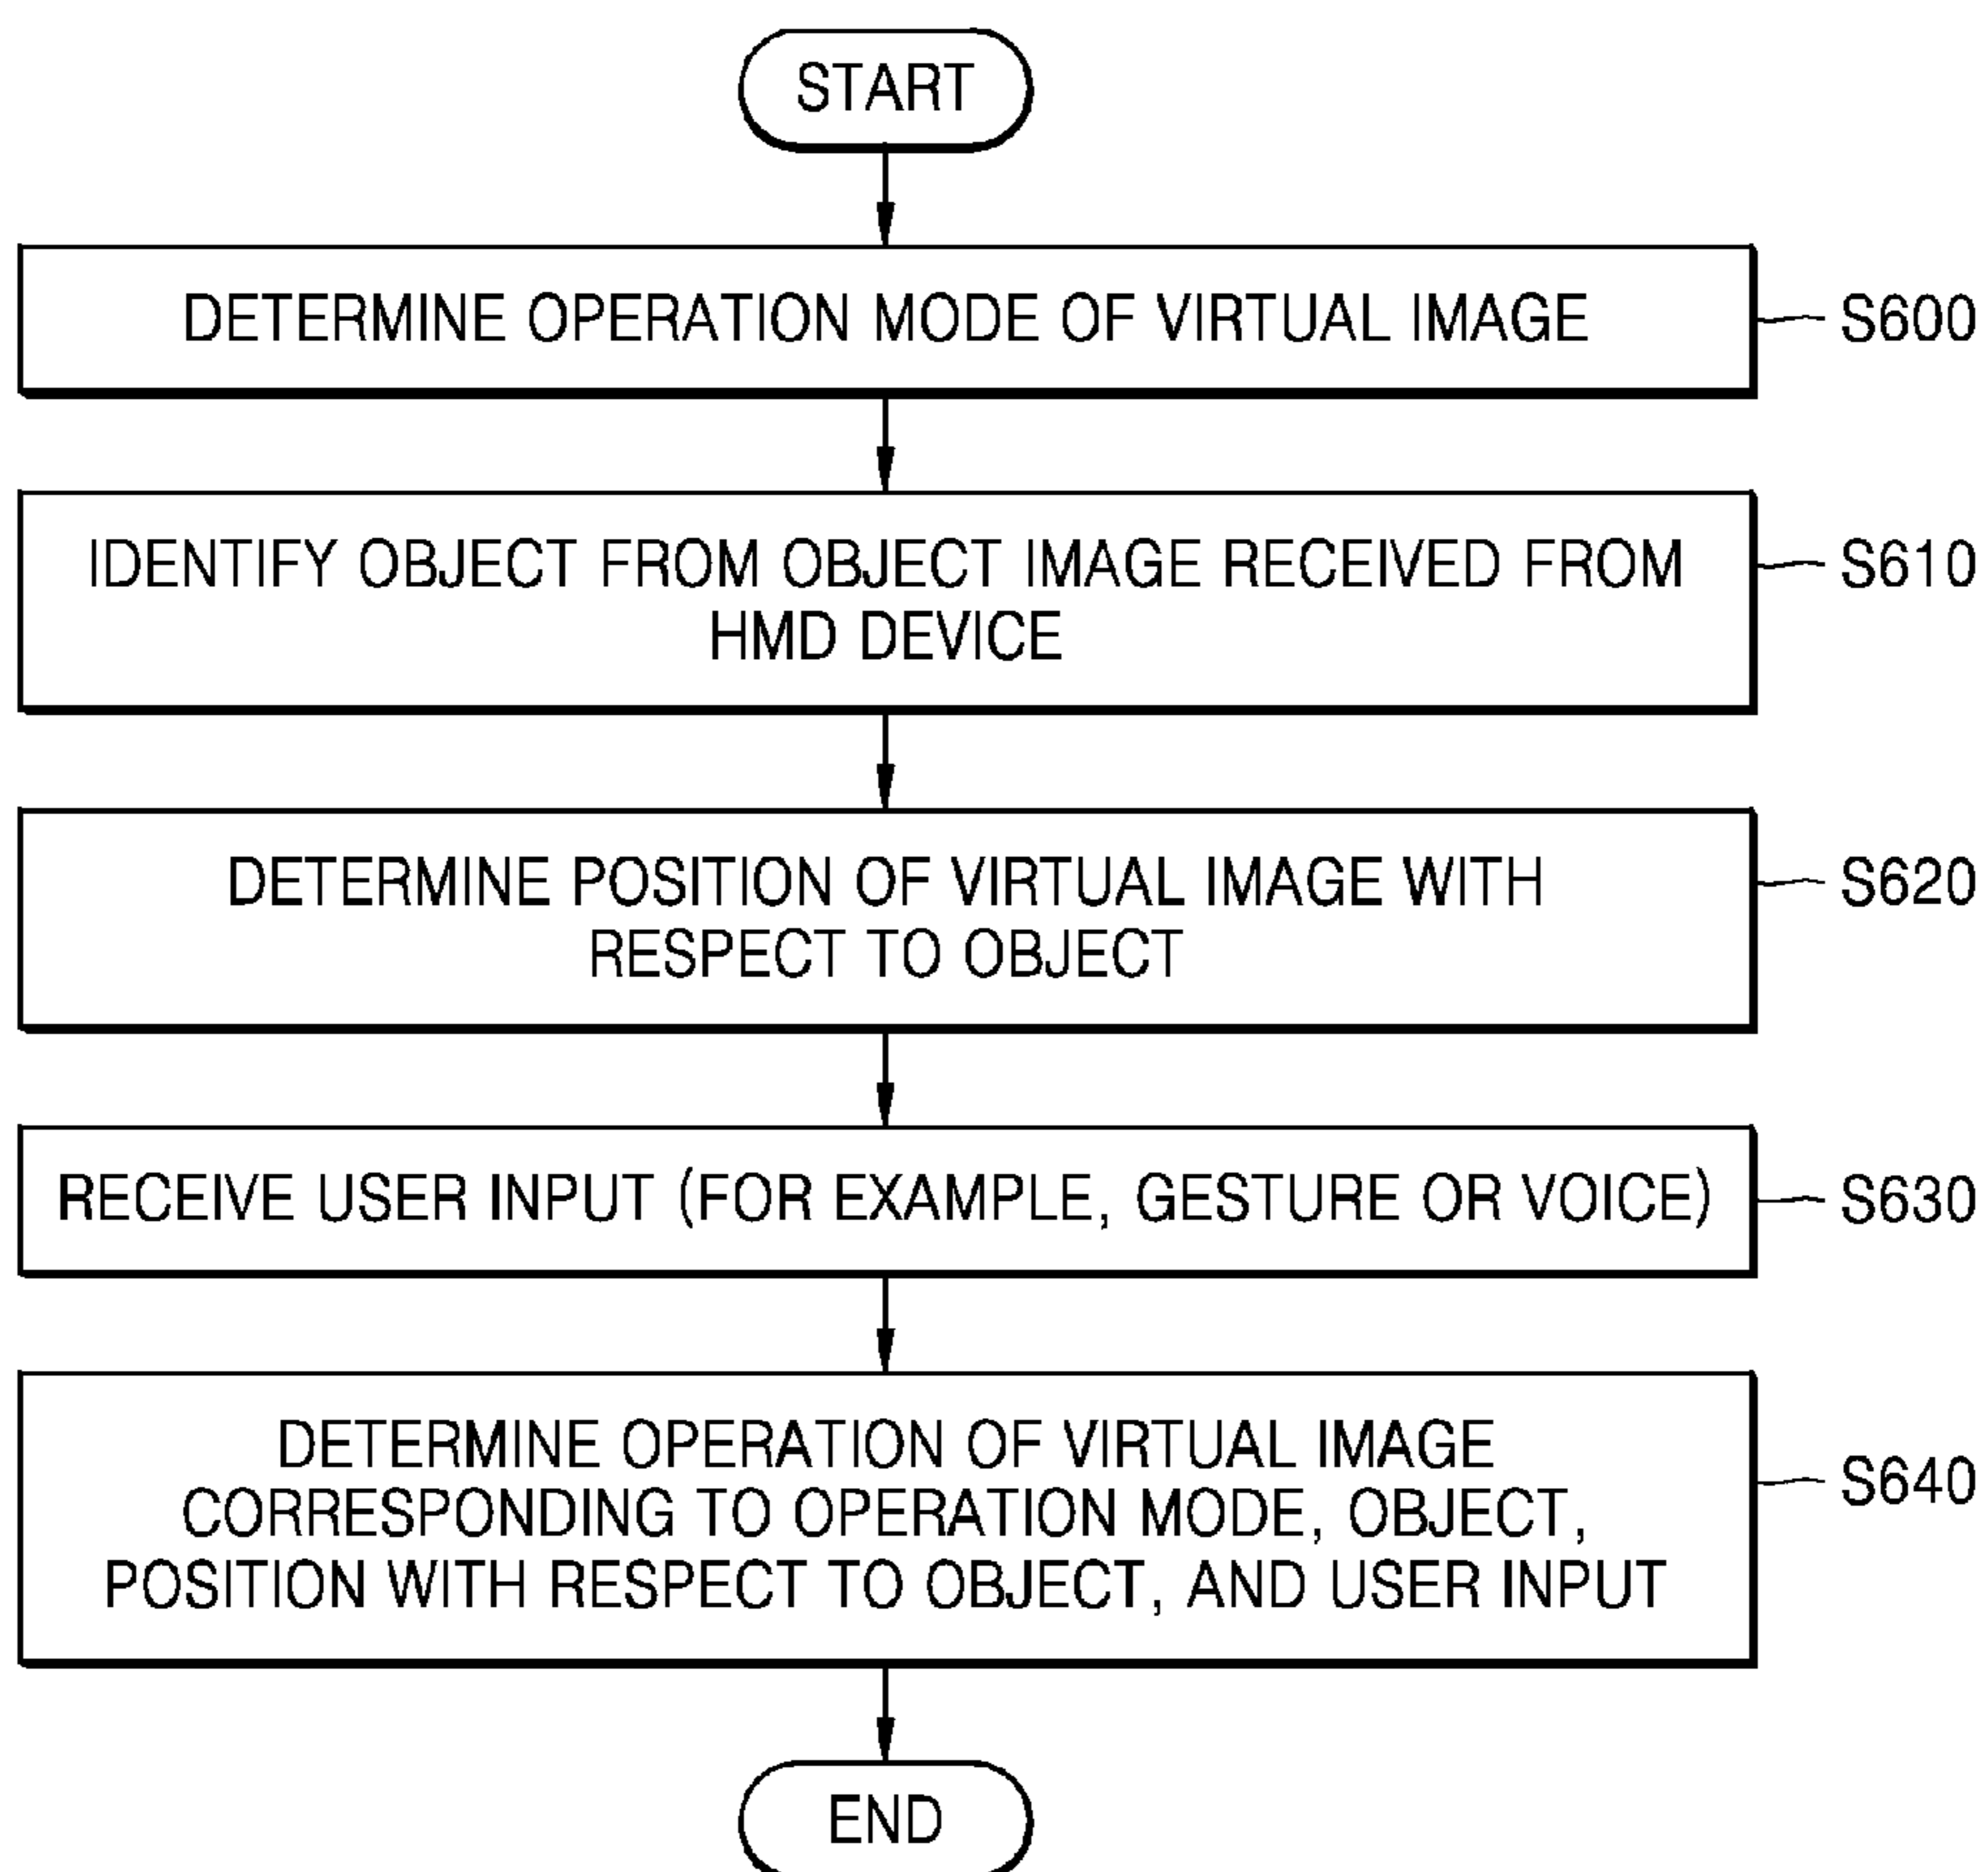 START
DETERMINE OPERATION MODE OF VIRTUAL IMAGE
S600
IDENTIFY OBJECT FROM OBJECT IMAGE RECEIVED FROM
HMD DEVICE
S610
DETERMINE POSITION OF VIRTUAL IMAGE WITH
RESPECT TO OBJECT
S620
RECEIVE USER INPUT (FOR EXAMPLE, GESTURE OR VOICE)
S630
DETERMINE OPERATION OF VIRTUAL IMAGE
CORRESPONDING TO OPERATION MODE, OBJECT,
POSITION WITH RESPECT TO OBJECT, AND USER INPUT
S640
END